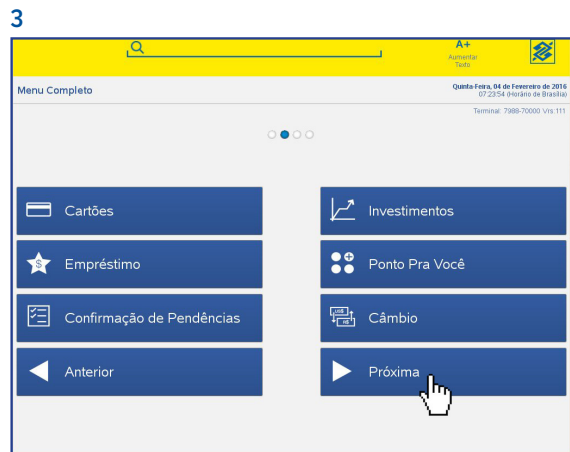 3
A+
Aumentar
Texto
Menu Completo
Quinta-Feira, 04 de Fevereiro de 2016
07:23:54 (Horário de Brasília)
Terminal: 7988-70000 Vrs:111
Cartões
Investimentos
Empréstimo
Ponto Pra Você
Confirmação de Pendências
Câmbio
Anterior
Próxima